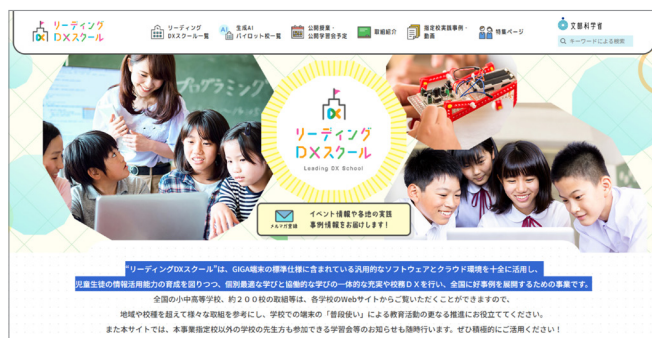 リーディング
DXスクール
リーディング
DXスクール一覧
生成AI
パイロット校一覧
公開授業・
公開学習会予定
取組紹介
指定校実践事例・
動画
特集ページ
文部科学省
キーワードによる検索
プログラミング
リーディング
DXスクール
Leading DX School
メルマガ登録
イベント情報や各地の実践
事例情報をお届けします！
“リーディングDXスクール”は、GIGA端末の標準仕様に含まれている汎用的なソフトウェアとクラウド環境を十全に活用し、
児童生徒の情報活用能力の育成を図りつつ、個別最適な学びと協働的な学びの一体的な充実や校務ＤＸを行い、全国に好事例を展開するための事業です。
全国の小中高等学校、約２００校の取組等は、各学校のWebサイトからご覧いただくことができますので、
地域や校種を超えて様々な取組を参考にし、学校での端末の「普段使い」による教育活動の更なる推進にお役立ててください。
また本サイトでは、本事業指定校以外の学校の先生方も参加できる学習会等のお知らせも随時行います。ぜひ積極的にご活用ください！